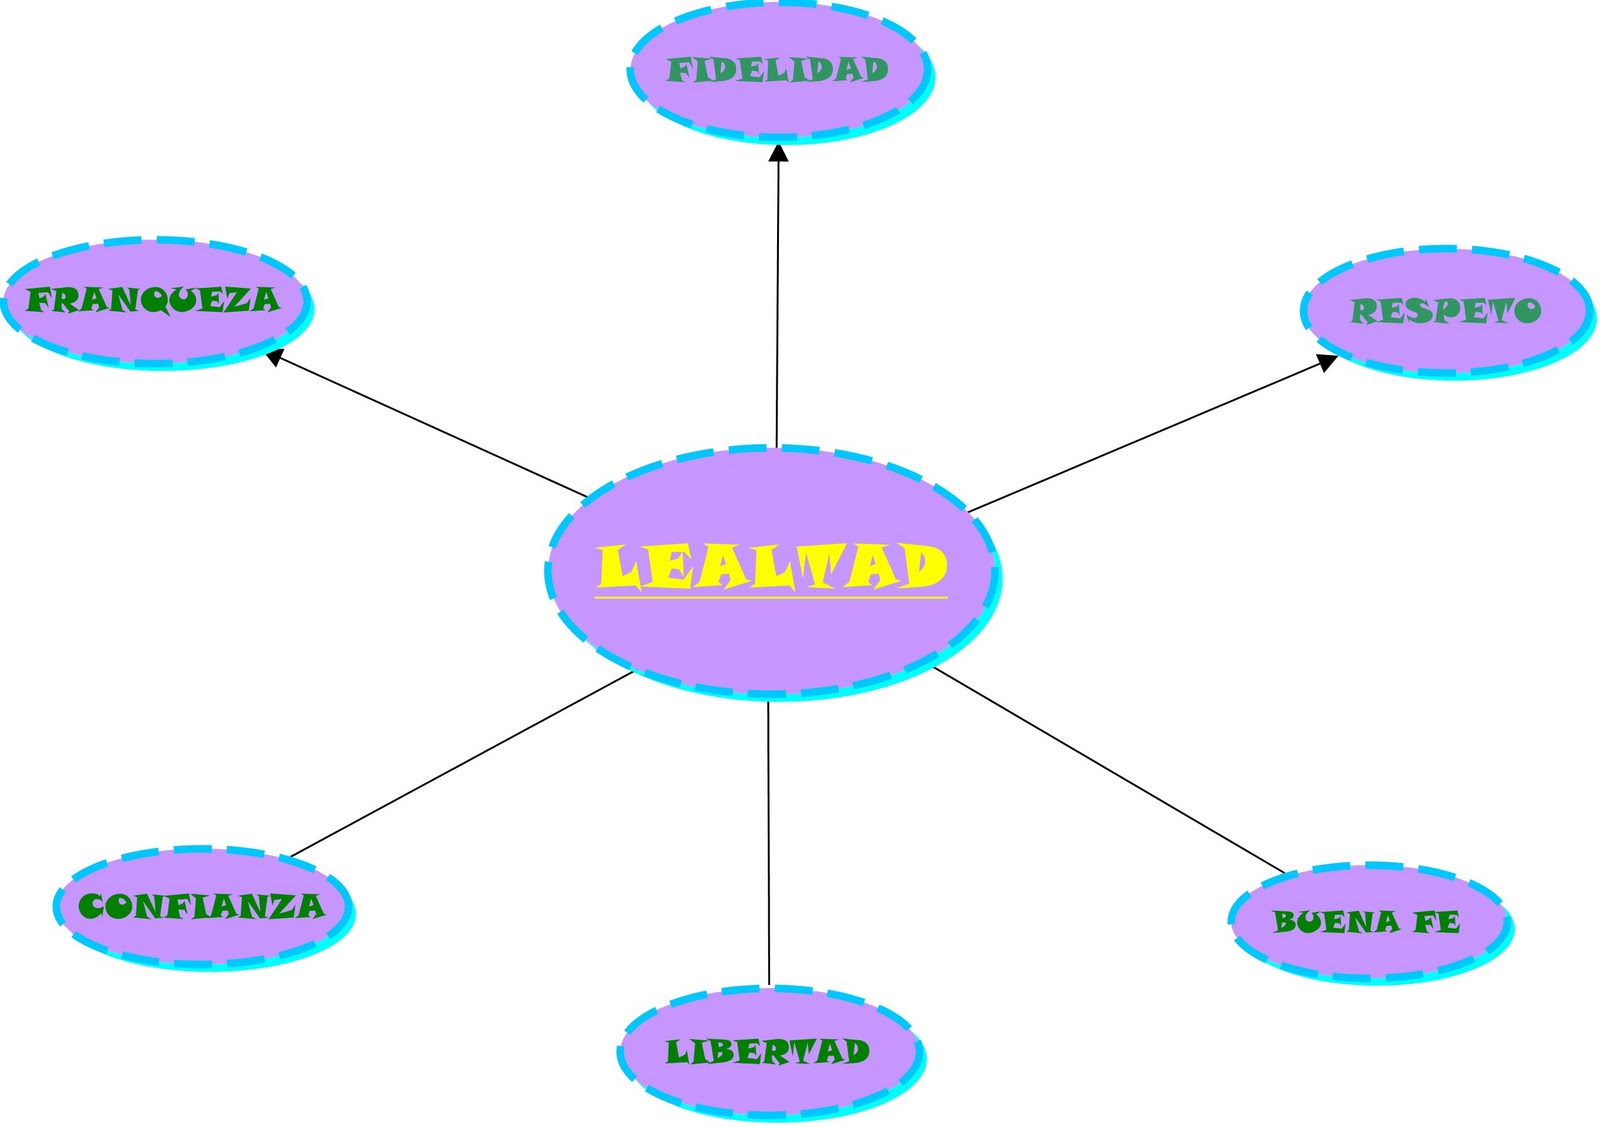 FIDELIDAD
FRANQUEZA
RESPETO
LEALTAD
CONFIANZA
BUENA FE
LIBERTAD